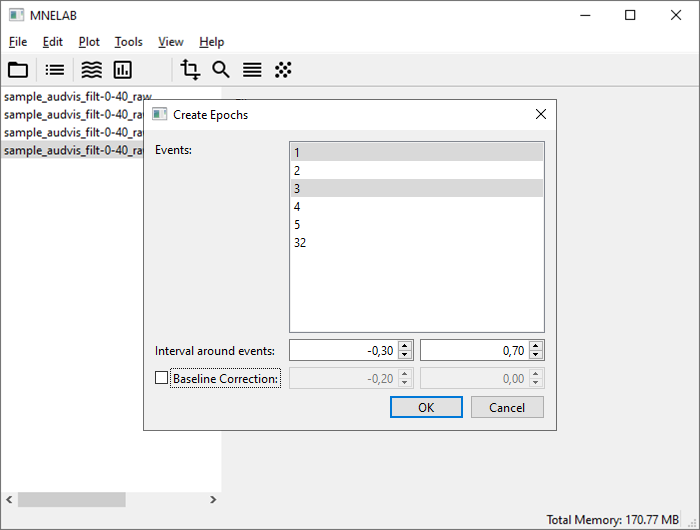 MNELAB
File Edit Plot Tools View Help
sample_audvis_filt-0-40_raw
sample_audvis_filt-0-40_ra
sample_audvis_filt-0-40_ra
sample_audvis_filt-0-40_ra
Create Epochs
Events:
1
2
3
4
5
32
Interval around events: -0,30 0,70
Baseline Correction: -0,20 0,00
OK Cancel
Total Memory: 170.77 MB